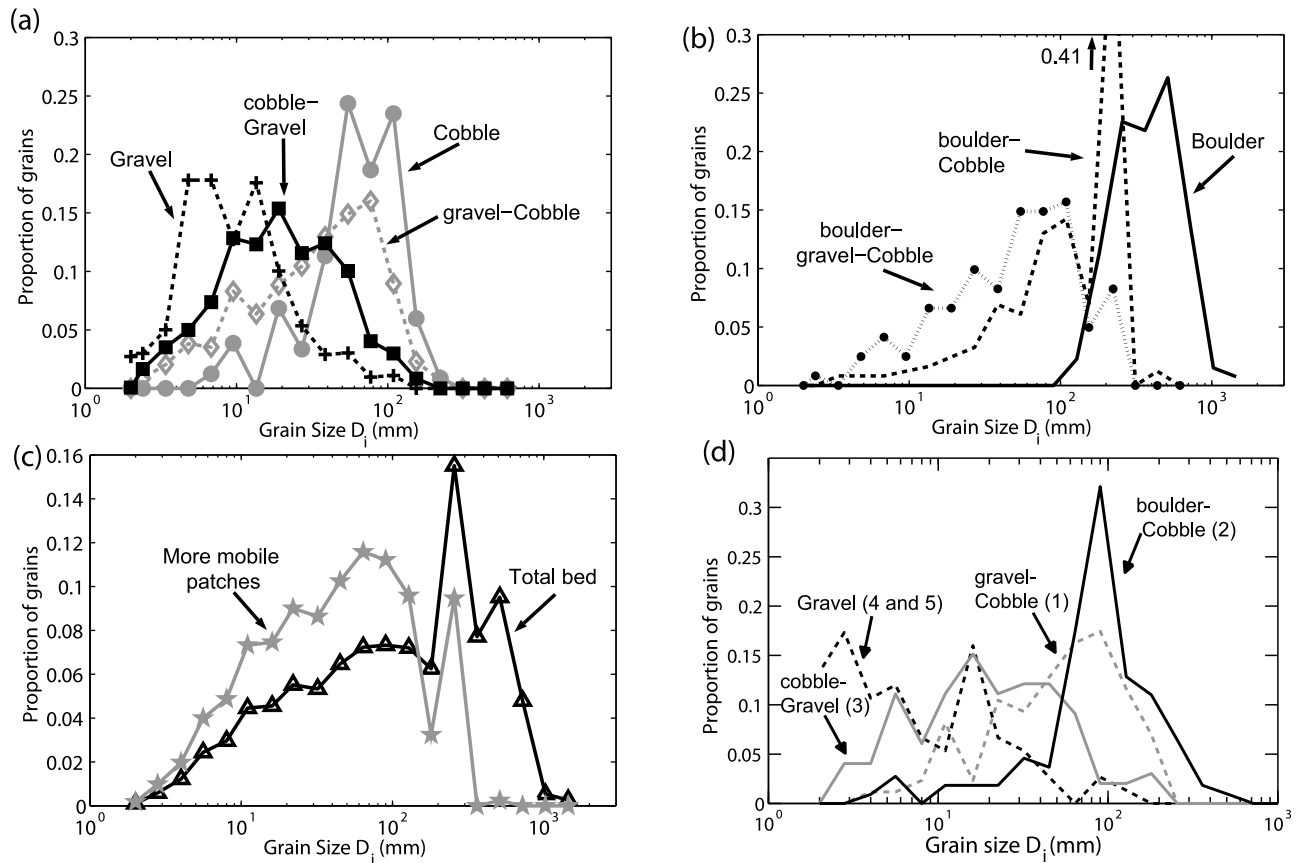 (a)
0.3
0.25
0.2
0.15
0.1
0.05
0
Proportion of grains
10^0
10^1
10^2
10^3
Grain Size D_i (mm)
Gravel
cobble–
Gravel
Cobble
gravel–Cobble
(b)
0.3
0.25
0.2
0.15
0.1
0.05
0
Proportion of grains
10^0
10^1
10^2
10^3
Grain Size D_i (mm)
0.41
boulder–
Cobble
Boulder
boulder–
gravel–Cobble
(c)
0.16
0.14
0.12
0.1
0.08
0.06
0.04
0.02
0
Proportion of grains
10^0
10^1
10^2
10^3
Grain Size D_i (mm)
More mobile
patches
Total bed
(d)
0.3
0.25
0.2
0.15
0.1
0.05
0
Proportion of grains
10^0
10^1
10^2
10^3
Grain Size D_i (mm)
boulder-
Cobble (2)
gravel-
Cobble (1)
Gravel (4 and 5)
cobble-
Gravel (3)